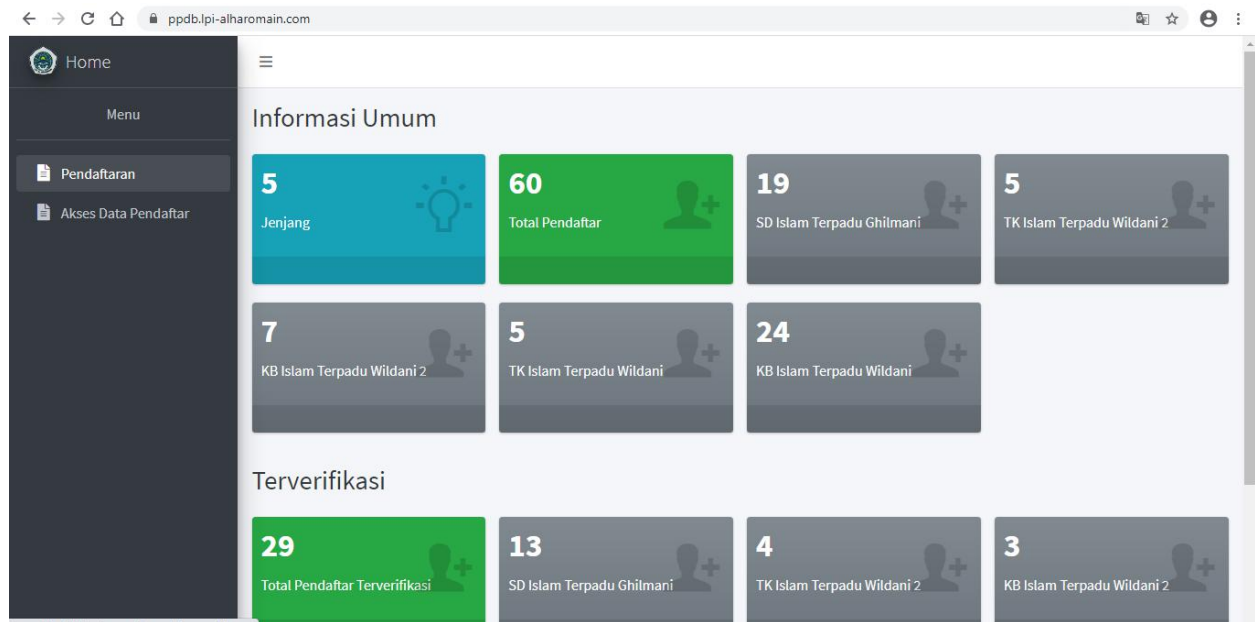 ppdb.lpi-alharomain.com
Home
Menu
Pendaftaran
Akses Data Pendaftar
Informasi Umum
5
Jenjang
60
Total Pendaftar
19
SD Islam Terpadu Ghilmani
5
TK Islam Terpadu Wildani 2
7
KB Islam Terpadu Wildani 2
5
TK Islam Terpadu Wildani
24
KB Islam Terpadu Wildani
Terverifikasi
29
Total Pendaftar Terverifikasi
13
SD Islam Terpadu Ghilmani
4
TK Islam Terpadu Wildani 2
3
KB Islam Terpadu Wildani 2